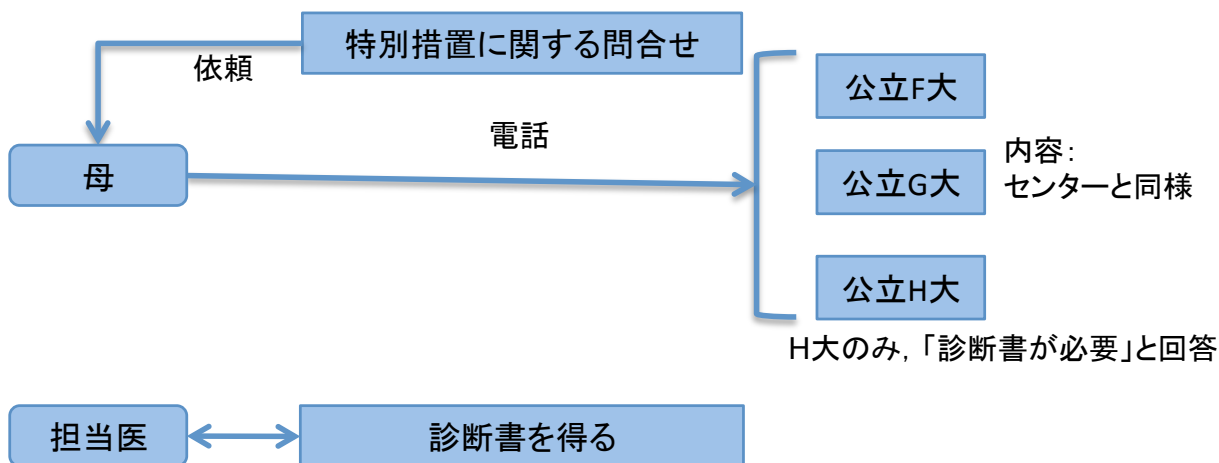 特別措置に関する問合せ
依頼
公立F大
電話
内容:
母
公立G大
センターと同様
公立H大
H大のみ,「診断書が必要」と回答
担当医
診断書を得る